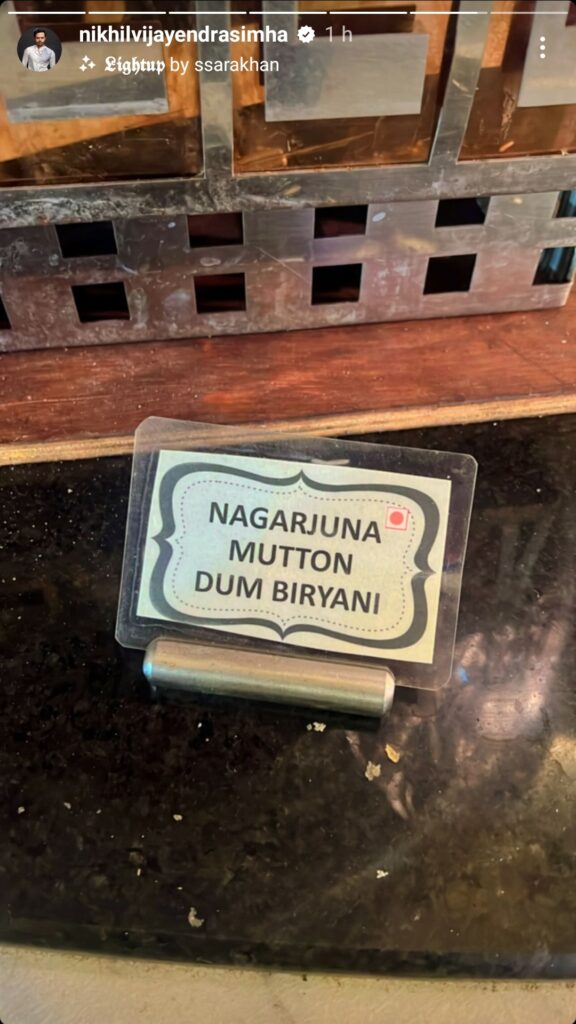 nikhilvijayendrasimha 1 h
Lightup by ssarakhan
NAGARJUNA
MUTTON
DUM BIRYANI